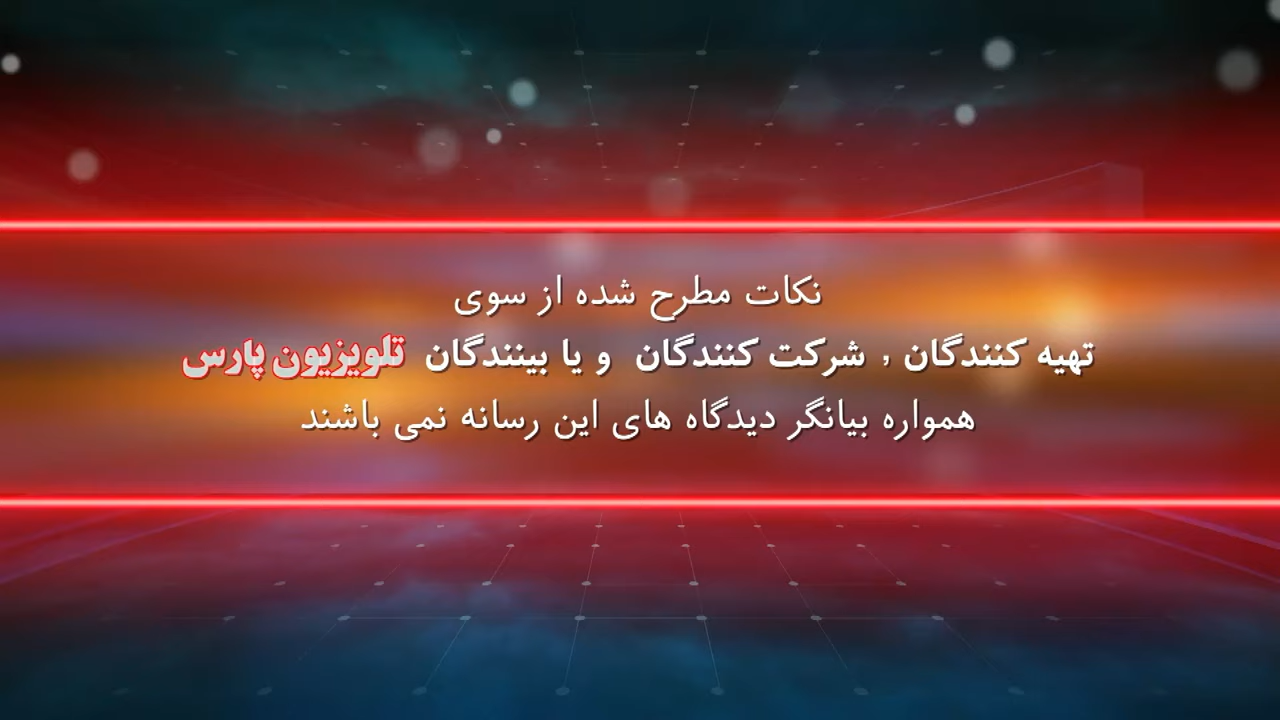 نکات مطرح شده از سوی
تهیه کنندگان , شرکت کنندگان و یا بینندگان تلویزیون پارس
همواره بیانگر دیدگاه های این رسانه نمی باشند